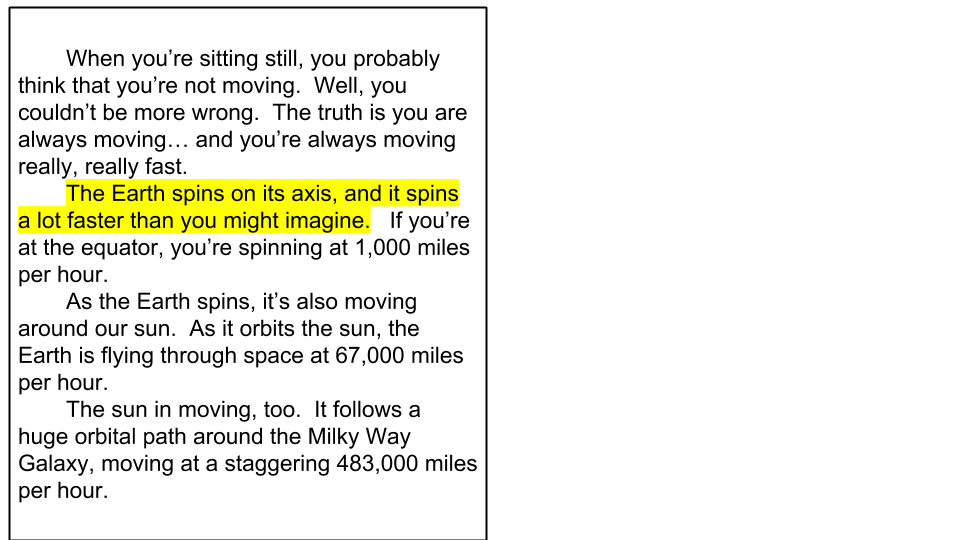 When you’re sitting still, you probably
think that you’re not moving.  Well, you
couldn’t be more wrong.  The truth is you are
always moving… and you’re always moving
really, really fast.
The Earth spins on its axis, and it spins
a lot faster than you might imagine.   If you’re
at the equator, you’re spinning at 1,000 miles
per hour.
As the Earth spins, it’s also moving
around our sun.  As it orbits the sun, the
Earth is flying through space at 67,000 miles
per hour.
The sun in moving, too.  It follows a
huge orbital path around the Milky Way
Galaxy, moving at a staggering 483,000 miles
per hour.